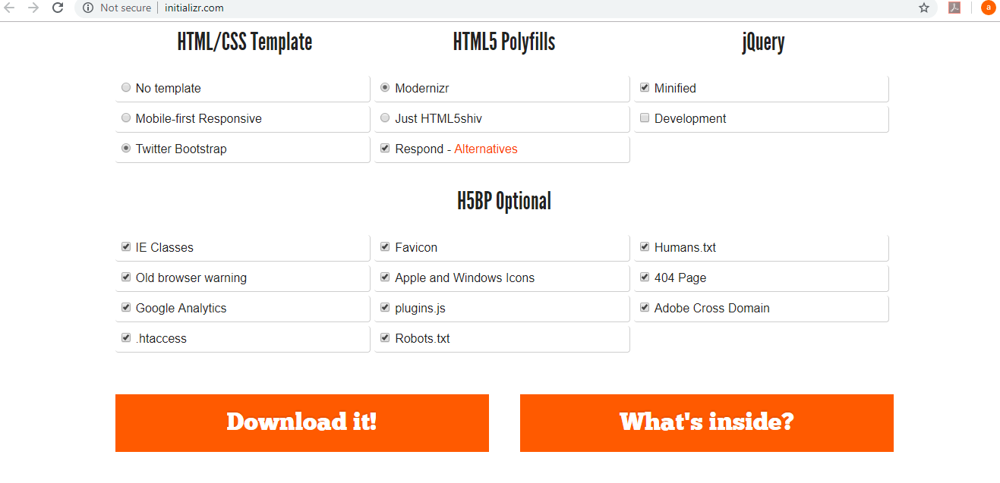 Not secure | initializr.com
a
HTML/CSS Template
HTML5 Polyfills
jQuery
No template
Modernizr
Minified
Mobile-first Responsive
Just HTML5shiv
Development
Twitter Bootstrap
Respond - Alternatives
H5BP Optional
IE Classes
Favicon
Humans.txt
Old browser warning
Apple and Windows Icons
404 Page
Google Analytics
plugins.js
Adobe Cross Domain
.htaccess
Robots.txt
Download it!
What's inside?